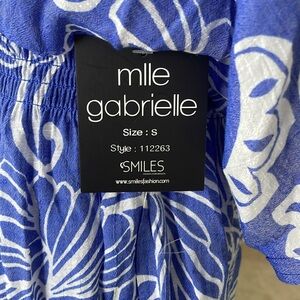 mlle
gabrielle
Size : S
Style : 112263
SMILES
www.smilesfashion.com